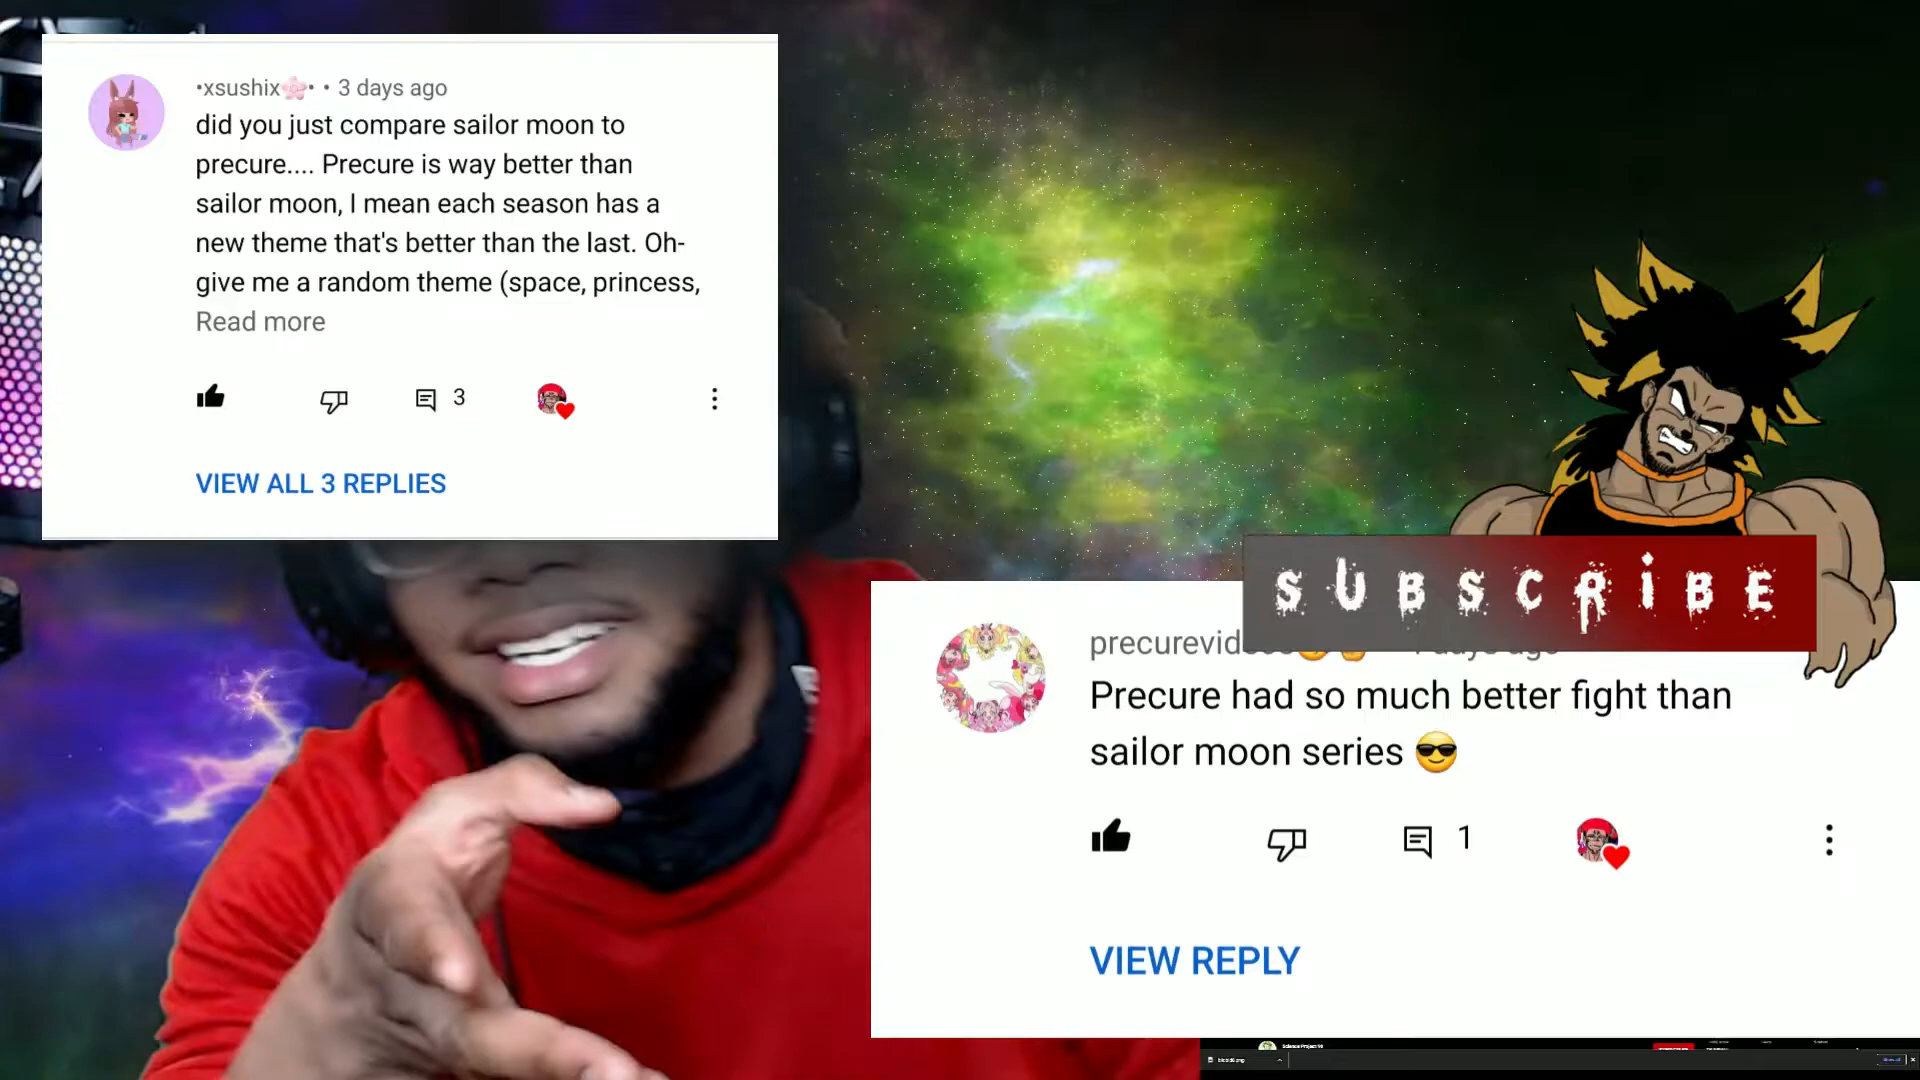 •xsushix🌸• • 3 days ago
did you just compare sailor moon to
precure.... Precure is way better than
sailor moon, I mean each season has a
new theme that's better than the last. Oh-
give me a random theme (space, princess,
Read more
3
VIEW ALL 3 REPLIES
SUBSCRIBE
days ago
Precure had so much better fight than
sailor moon series 😎
1
VIEW REPLY